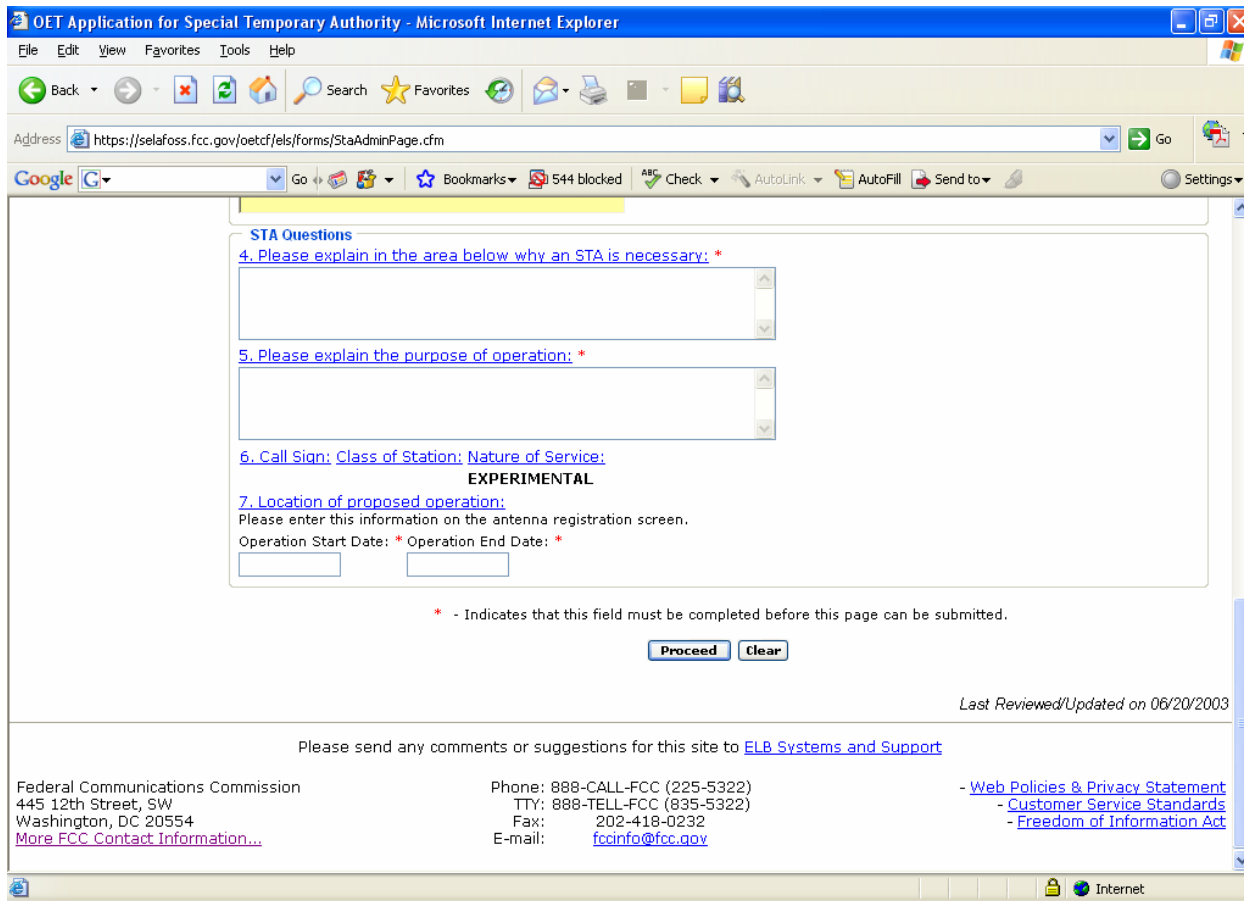 OET Application for Special Temporary Authority - Microsoft Internet Explorer
File Edit View Favorites Tools Help
Back Search Favorites
Address https://selafoss.fcc.gov/oetcf/els/forms/StaAdminPage.cfm Go
Google G Go Bookmarks 544 blocked ABC Check AutoLink AutoFill Send to Settings
STA Questions
4. Please explain in the area below why an STA is necessary: *
5. Please explain the purpose of operation: *
6. Call Sign: Class of Station: Nature of Service:
EXPERIMENTAL
7. Location of proposed operation:
Please enter this information on the antenna registration screen.
Operation Start Date: * Operation End Date: *
* - Indicates that this field must be completed before this page can be submitted.
Proceed Clear
Last Reviewed/Updated on 06/20/2003
Please send any comments or suggestions for this site to ELB Systems and Support
Federal Communications Commission Phone: 888-CALL-FCC (225-5322) - Web Policies & Privacy Statement
445 12th Street, SW TTY: 888-TELL-FCC (835-5322) - Customer Service Standards
Washington, DC 20554 Fax: 202-418-0232 - Freedom of Information Act
More FCC Contact Information... E-mail: fccinfo@fcc.gov
Internet